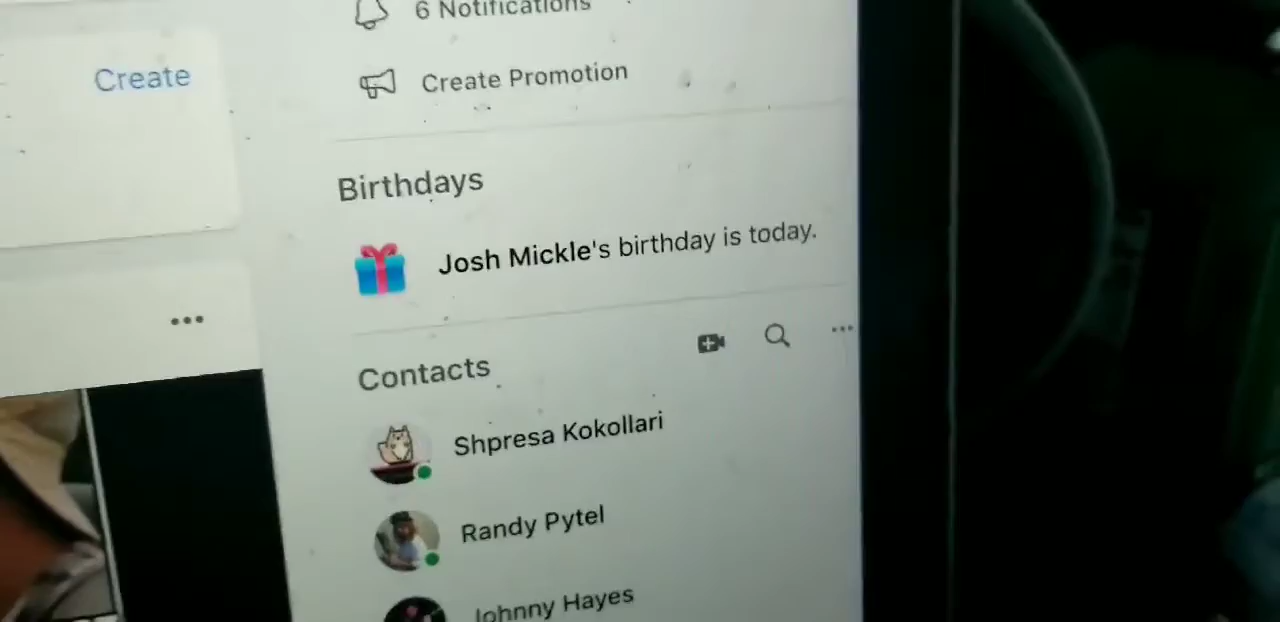 6 Notifications
Create
Create Promotion
Birthdays
Josh Mickle's birthday is today.
Contacts
Shpresa Kokollari
Randy Pytel
Johnny Hayes